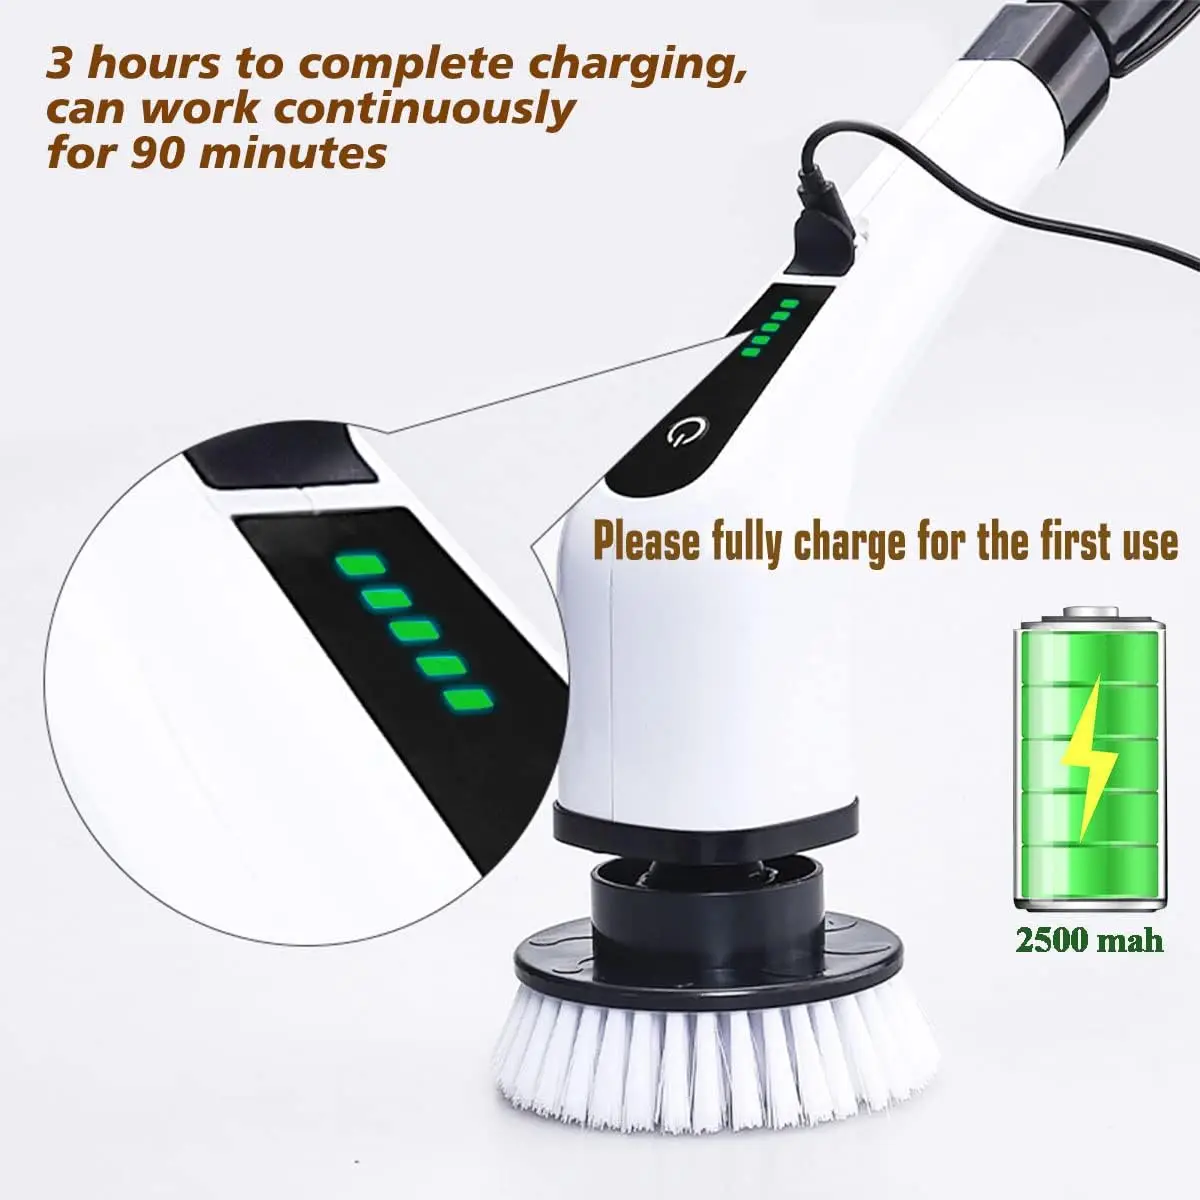 3 hours to complete charging,
can work continuously
for 90 minutes
Please fully charge for the first use
2500 mah